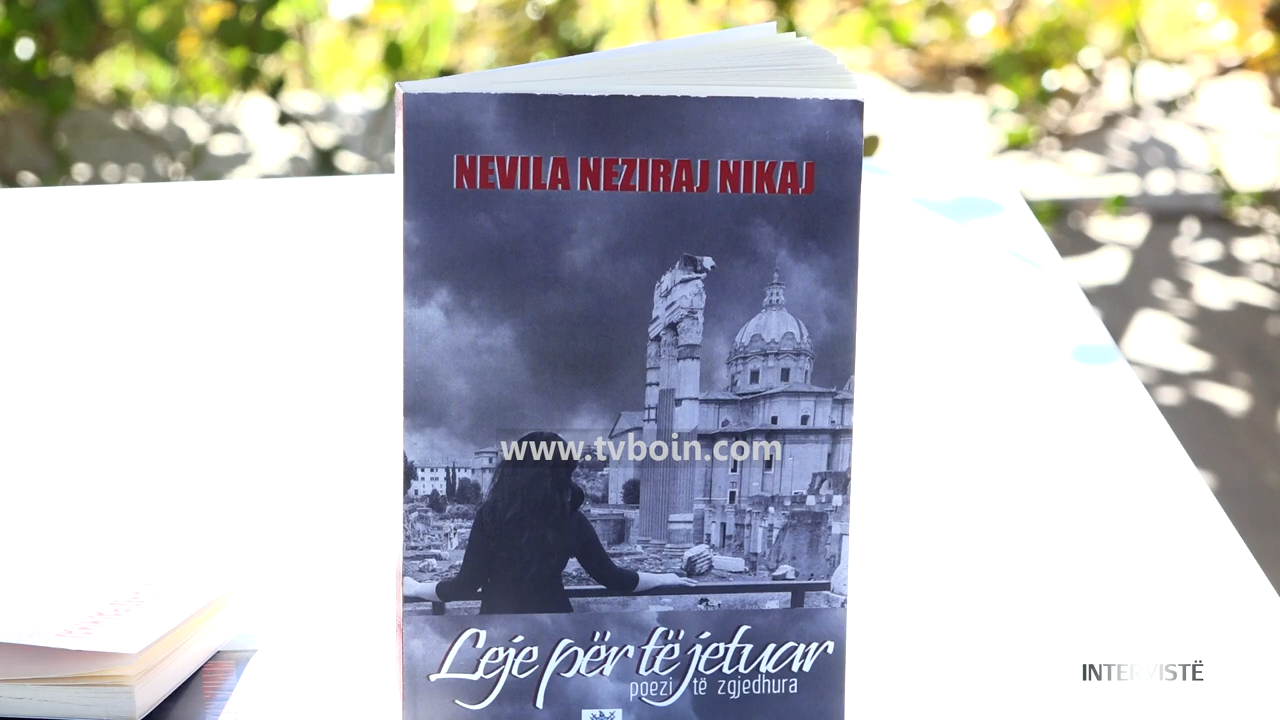 NEVILA NEZIRAJ NIKAJ
www.tvboin.com
Leje për të jetuar
poezi të zgjedhura
INTERVISTË